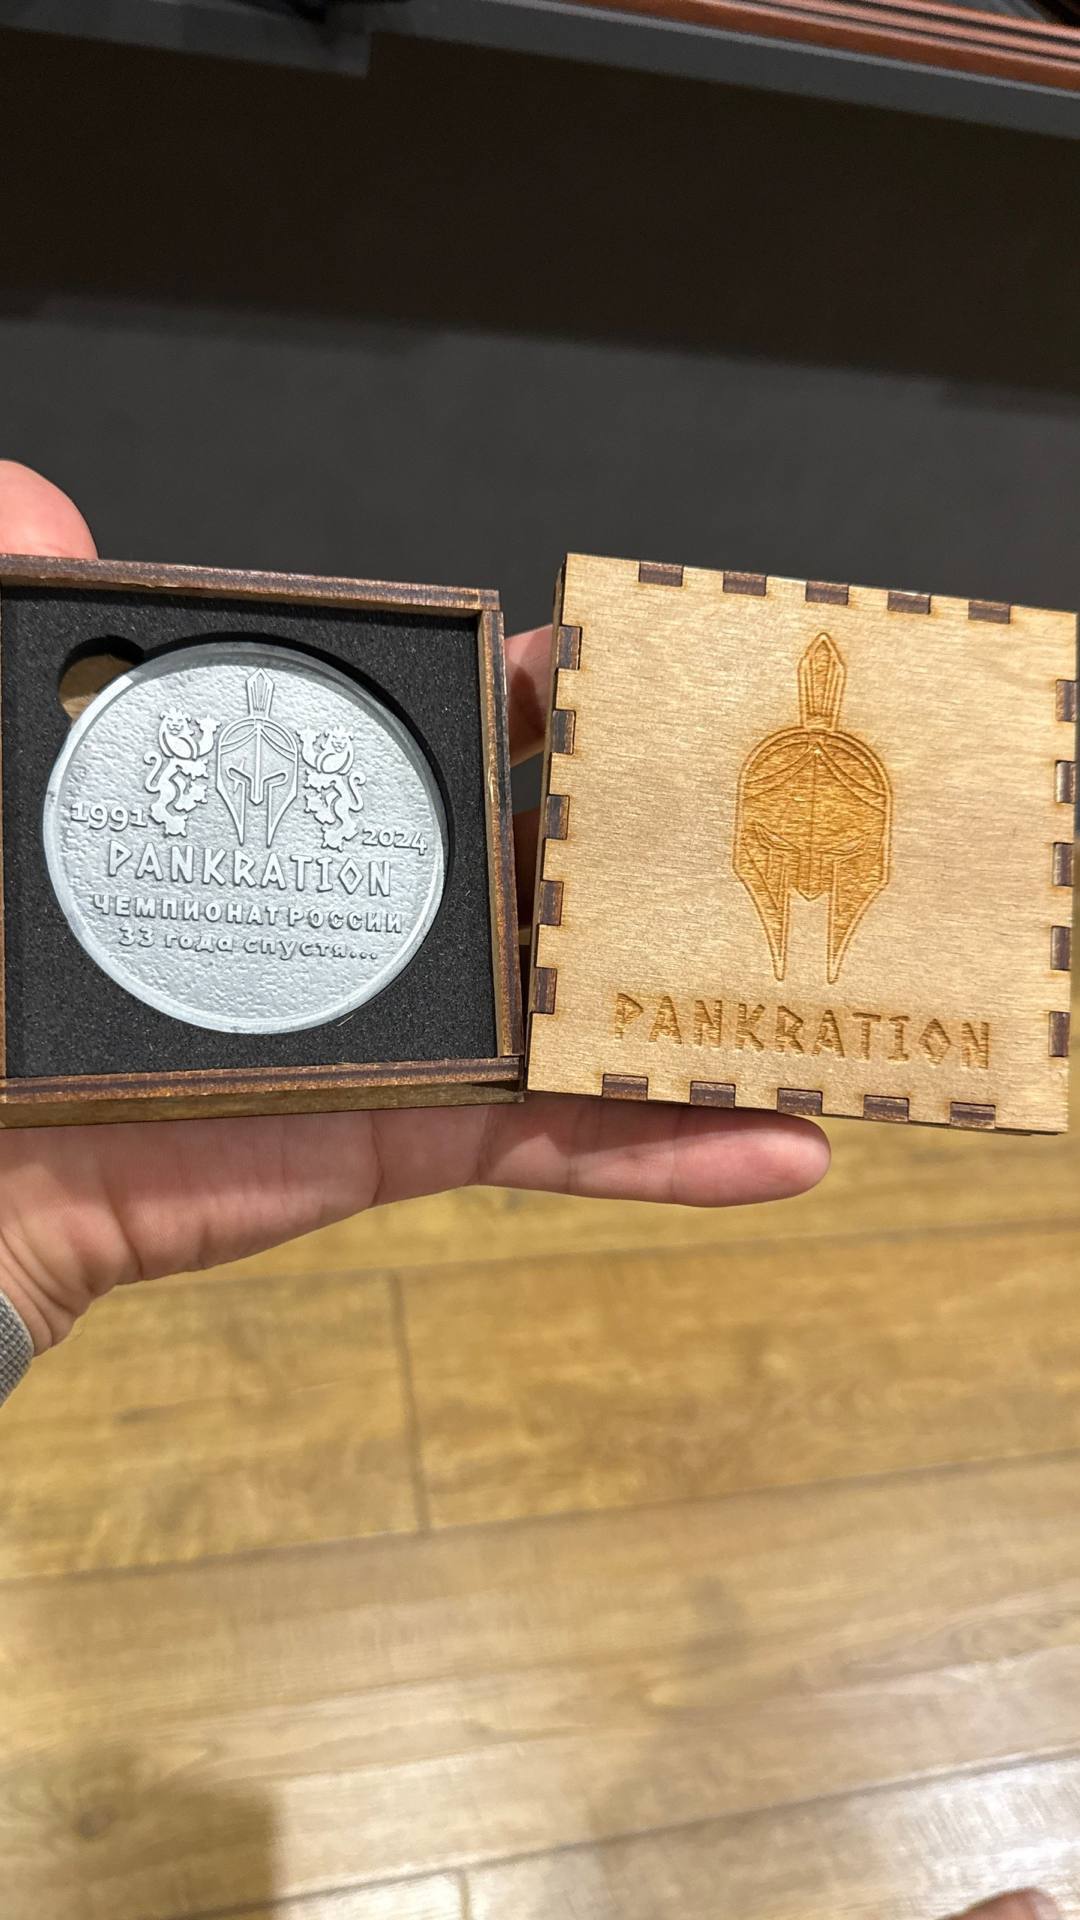 1991 2024
PANKRATION
ЧЕМПИОНАТ РОССИИ
33 года спустя...
PANKRATION